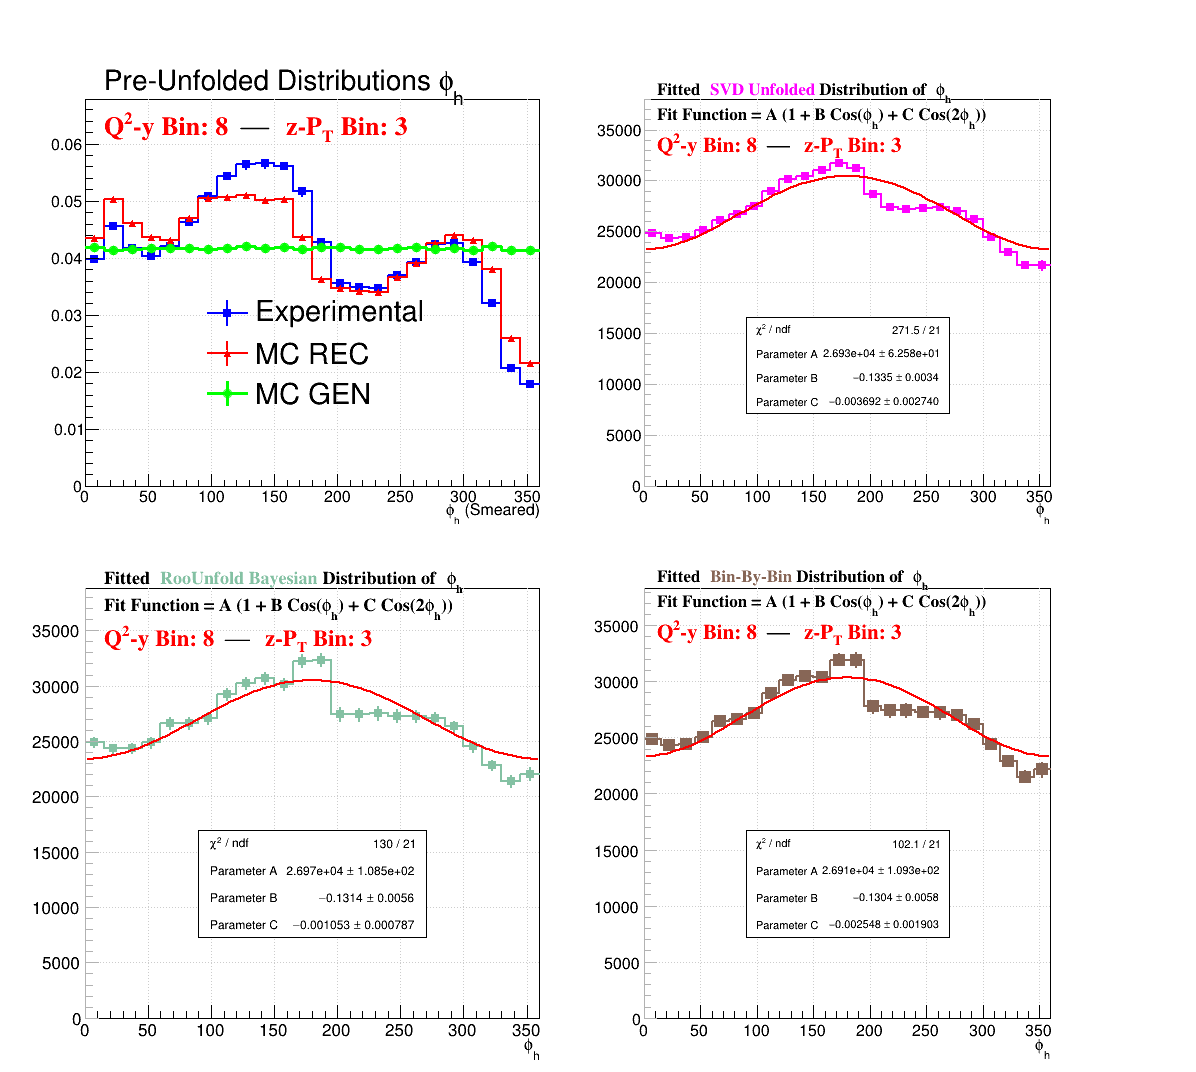 Pre-Unfolded Distributions ϕh
Q2-y Bin: 8 — z-PT Bin: 3
0.06
0.05
0.04
0.03
0.02
0.01
0
Experimental
MC REC
MC GEN
0 50 100 150 200 250 300 350
ϕh (Smeared)
Fitted SVD Unfolded Distribution of ϕh
Fit Function = A (1 + B Cos(ϕh) + C Cos(2ϕh))
Q2-y Bin: 8 — z-PT Bin: 3
35000
30000
25000
20000
15000
10000
5000
0
χ2 / ndf 271.5 / 21
Parameter A 2.693e+04 ± 6.258e+01
Parameter B −0.1335 ± 0.0034
Parameter C −0.003692 ± 0.002740
0 50 100 150 200 250 300 350
ϕh
Fitted RooUnfold Bayesian Distribution of ϕh
Fit Function = A (1 + B Cos(ϕh) + C Cos(2ϕh))
Q2-y Bin: 8 — z-PT Bin: 3
35000
30000
25000
20000
15000
10000
5000
0
χ2 / ndf 130 / 21
Parameter A 2.697e+04 ± 1.085e+02
Parameter B −0.1314 ± 0.0056
Parameter C −0.001053 ± 0.000787
0 50 100 150 200 250 300 350
ϕh
Fitted Bin-By-Bin Distribution of ϕh
Fit Function = A (1 + B Cos(ϕh) + C Cos(2ϕh))
Q2-y Bin: 8 — z-PT Bin: 3
35000
30000
25000
20000
15000
10000
5000
0
χ2 / ndf 102.1 / 21
Parameter A 2.691e+04 ± 1.093e+02
Parameter B −0.1304 ± 0.0058
Parameter C −0.002548 ± 0.001903
0 50 100 150 200 250 300 350
ϕh